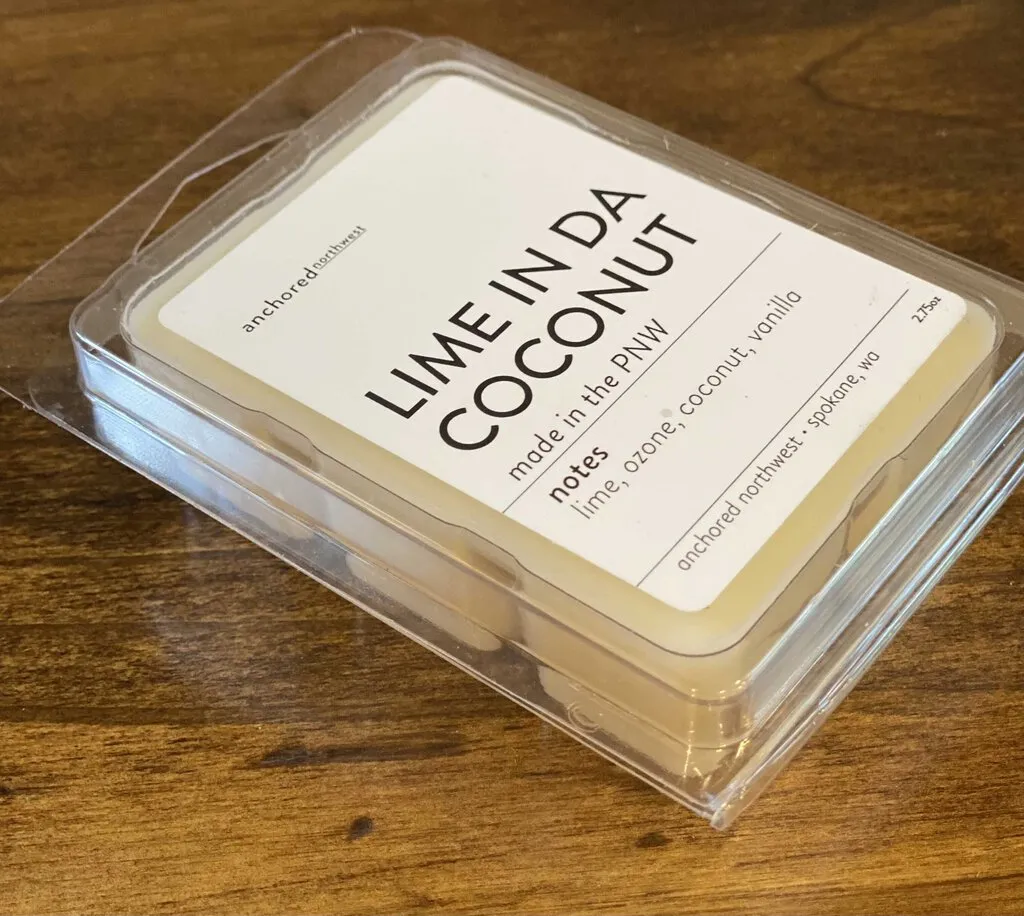 anchored northwest
LIME IN DA
COCONUT
made in the PNW
notes
lime, ozone, coconut, vanilla
anchored northwest • spokane, wa
2.75oz